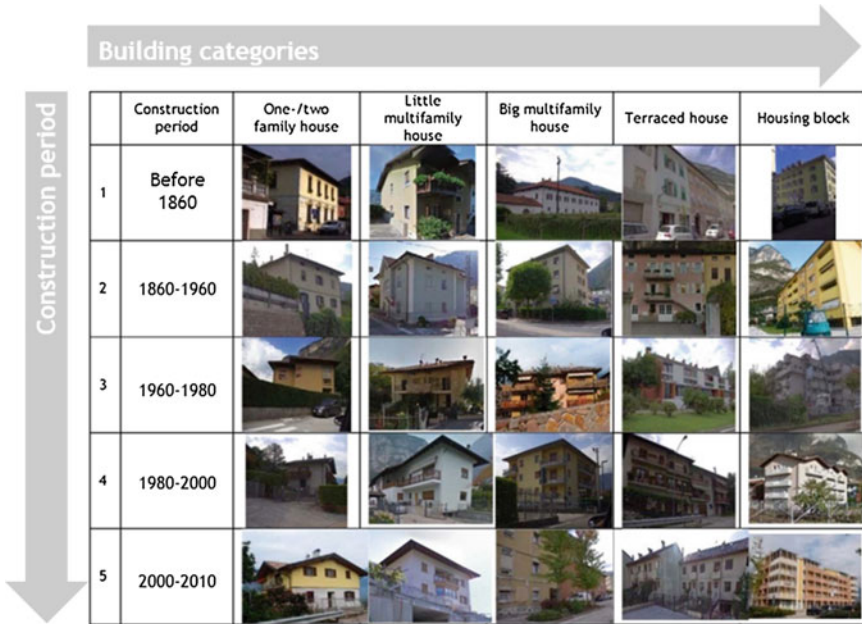 Building categories
Construction period
Construction
period
One-/two
family house
Little
multifamily
house
Big multifamily
house
Terraced house
Housing block
1
Before
1860
2
1860-1960
3
1960-1980
4
1980-2000
5
2000-2010